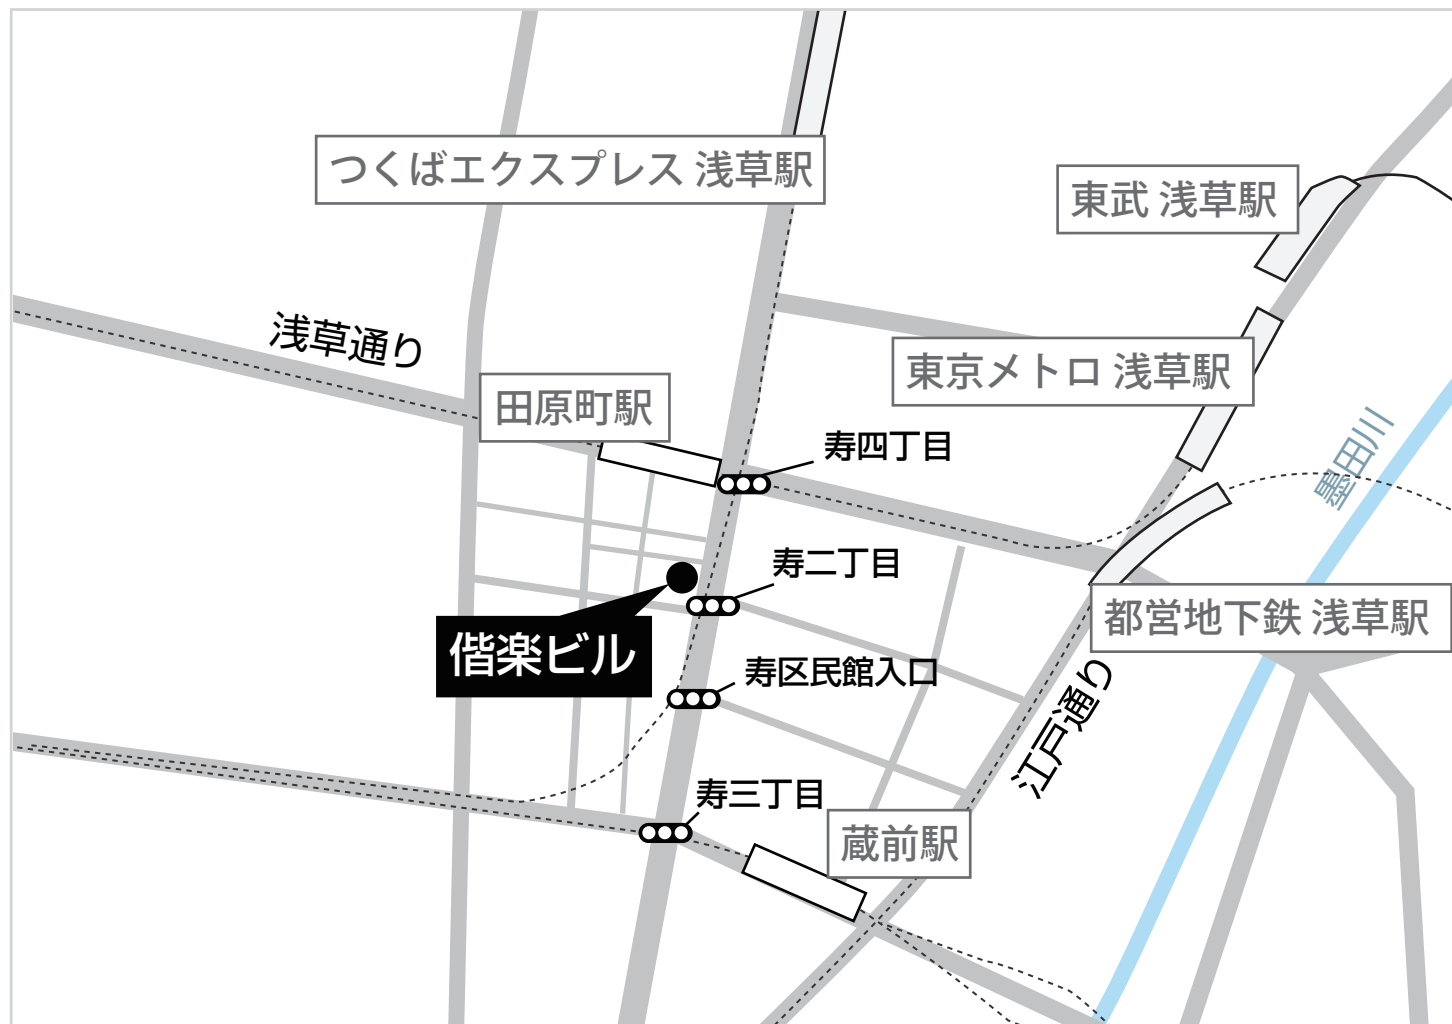 つくばエクスプレス 浅草駅
東武 浅草駅
浅草通り
東京メトロ 浅草駅
田原町駅
寿四丁目
墨田川
寿二丁目
都営地下鉄 浅草駅
偕楽ビル
寿区民館入口
江戸通り
寿三丁目
蔵前駅